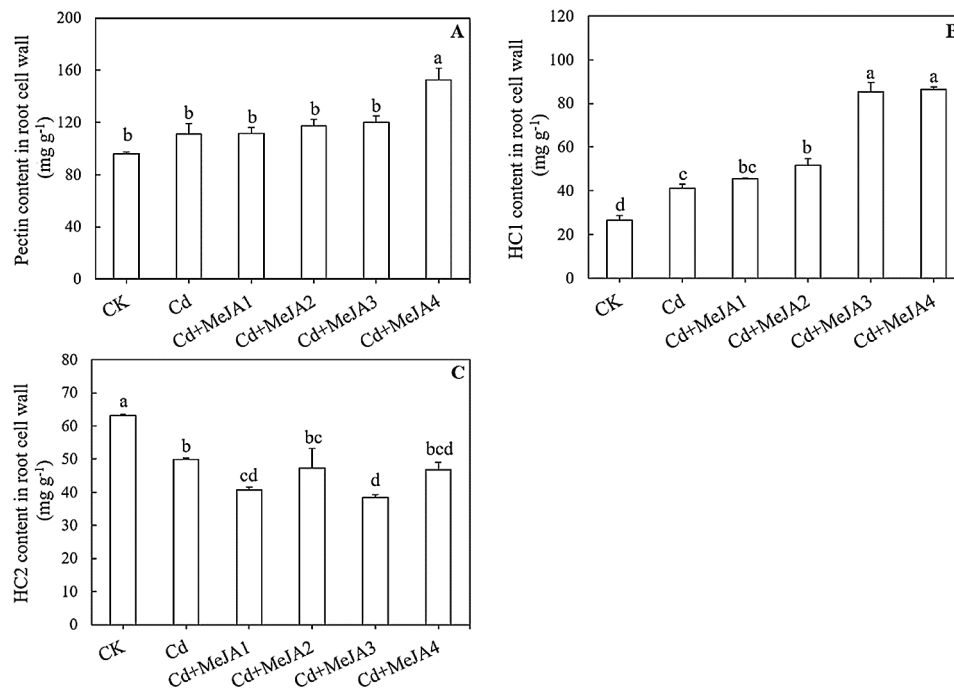 A
Pectin content in root cell wall
(mg g-1)
200
160
120
80
40
0
b
b
b
b
b
a
CK
Cd
Cd+MeJA1
Cd+MeJA2
Cd+MeJA3
Cd+MeJA4
B
HC1 content in root cell wall
(mg g-1)
120
100
80
60
40
20
0
d
c
bc
b
a
a
CK
Cd
Cd+MeJA1
Cd+MeJA2
Cd+MeJA3
Cd+MeJA4
C
HC2 content in root cell wall
(mg g-1)
80
70
60
50
40
30
20
10
0
a
b
cd
bc
d
bcd
CK
Cd
Cd+MeJA1
Cd+MeJA2
Cd+MeJA3
Cd+MeJA4